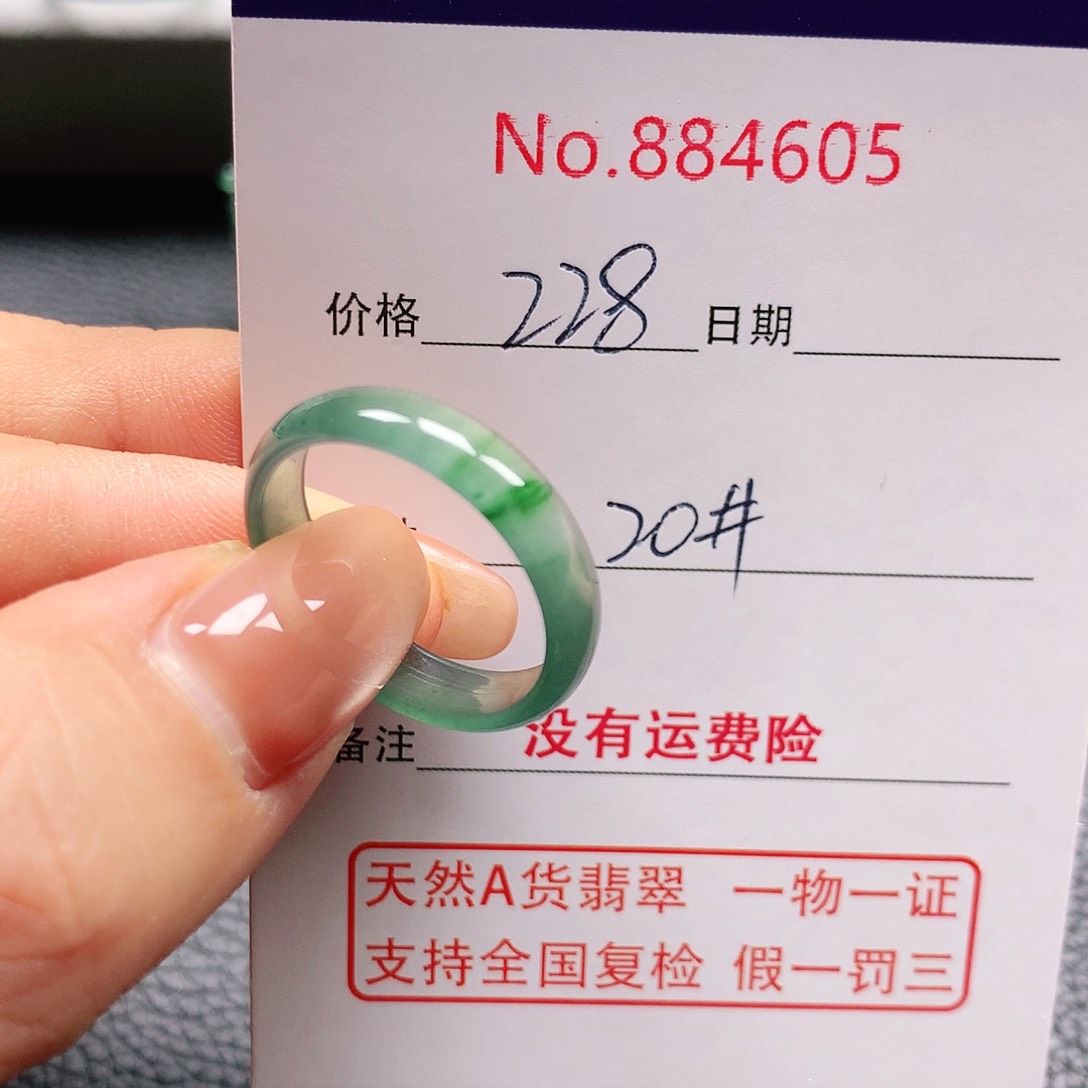 No.884605
价格 228 日期
20#
备注 没有运费险
天然A货翡翠 一物一证
支持全国复检 假一罚三